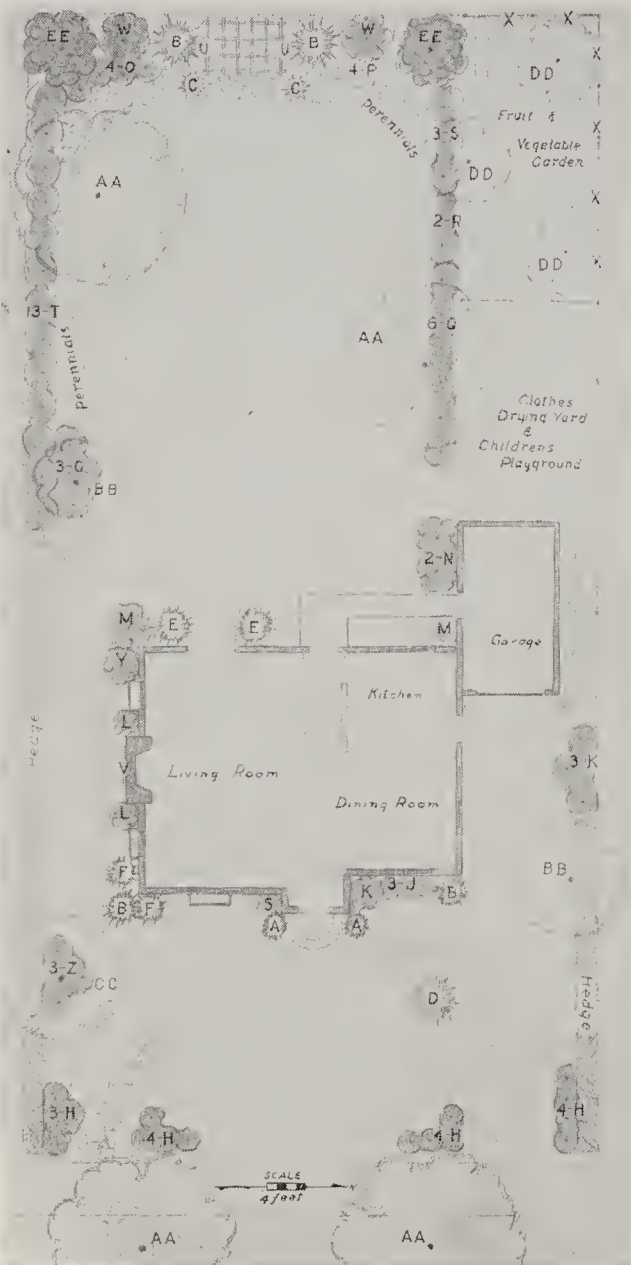 EE
W
B
U
U
B
W
EE
X
X
4-O
C
C
4-P
DD
X
perennials
3-S
Fruit &
Vegetable
Garden
X
AA
DD
2-R
X
DD
X
13-T
perennials
AA
6-Q
Clothes
Drying Yard
&
Childrens
Playground
3-G
BB
2-N
M
E
E
M
Garage
Y
Kitchen
L
Hedge
V
Living Room
3-K
L
Dining Room
F
BB
B
F
S
K
3-J
B
A
A
3-Z
CC
D
Hedge
3-H
4-H
4-H
4-H
SCALE
4 feet
N
AA
AA